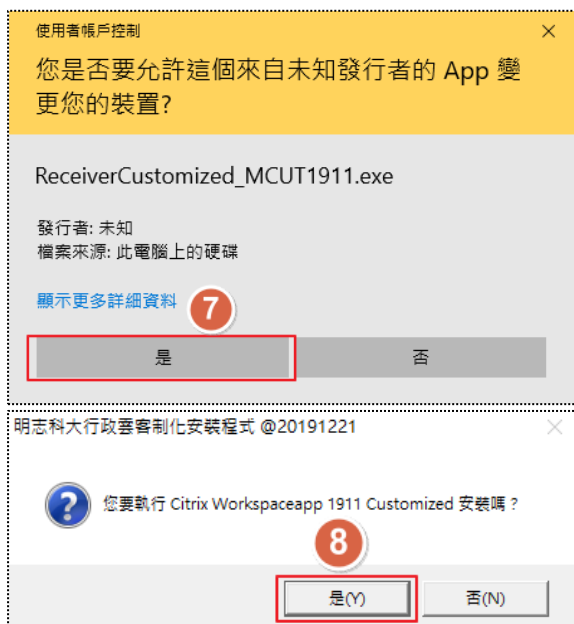 使用者帳戶控制
您是否要允許這個來自未知發行者的 App 變
更您的裝置?
ReceiverCustomized_MCUT1911.exe
發行者: 未知
檔案來源: 此電腦上的硬碟
顯示更多詳細資料
7
是
否
明志科大行政雲客制化安裝程式 @20191221
您要執行 Citrix Workspaceapp 1911 Customized 安裝嗎？
8
是(Y)
否(N)